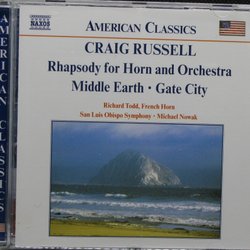 AMERICAN CLASSICS
NAXOS
AMERICAN CLASSICS
CRAIG RUSSELL
Rhapsody for Horn and Orchestra
Middle Earth • Gate City
Richard Todd, French Horn
San Luis Obispo Symphony • Michael Nowak